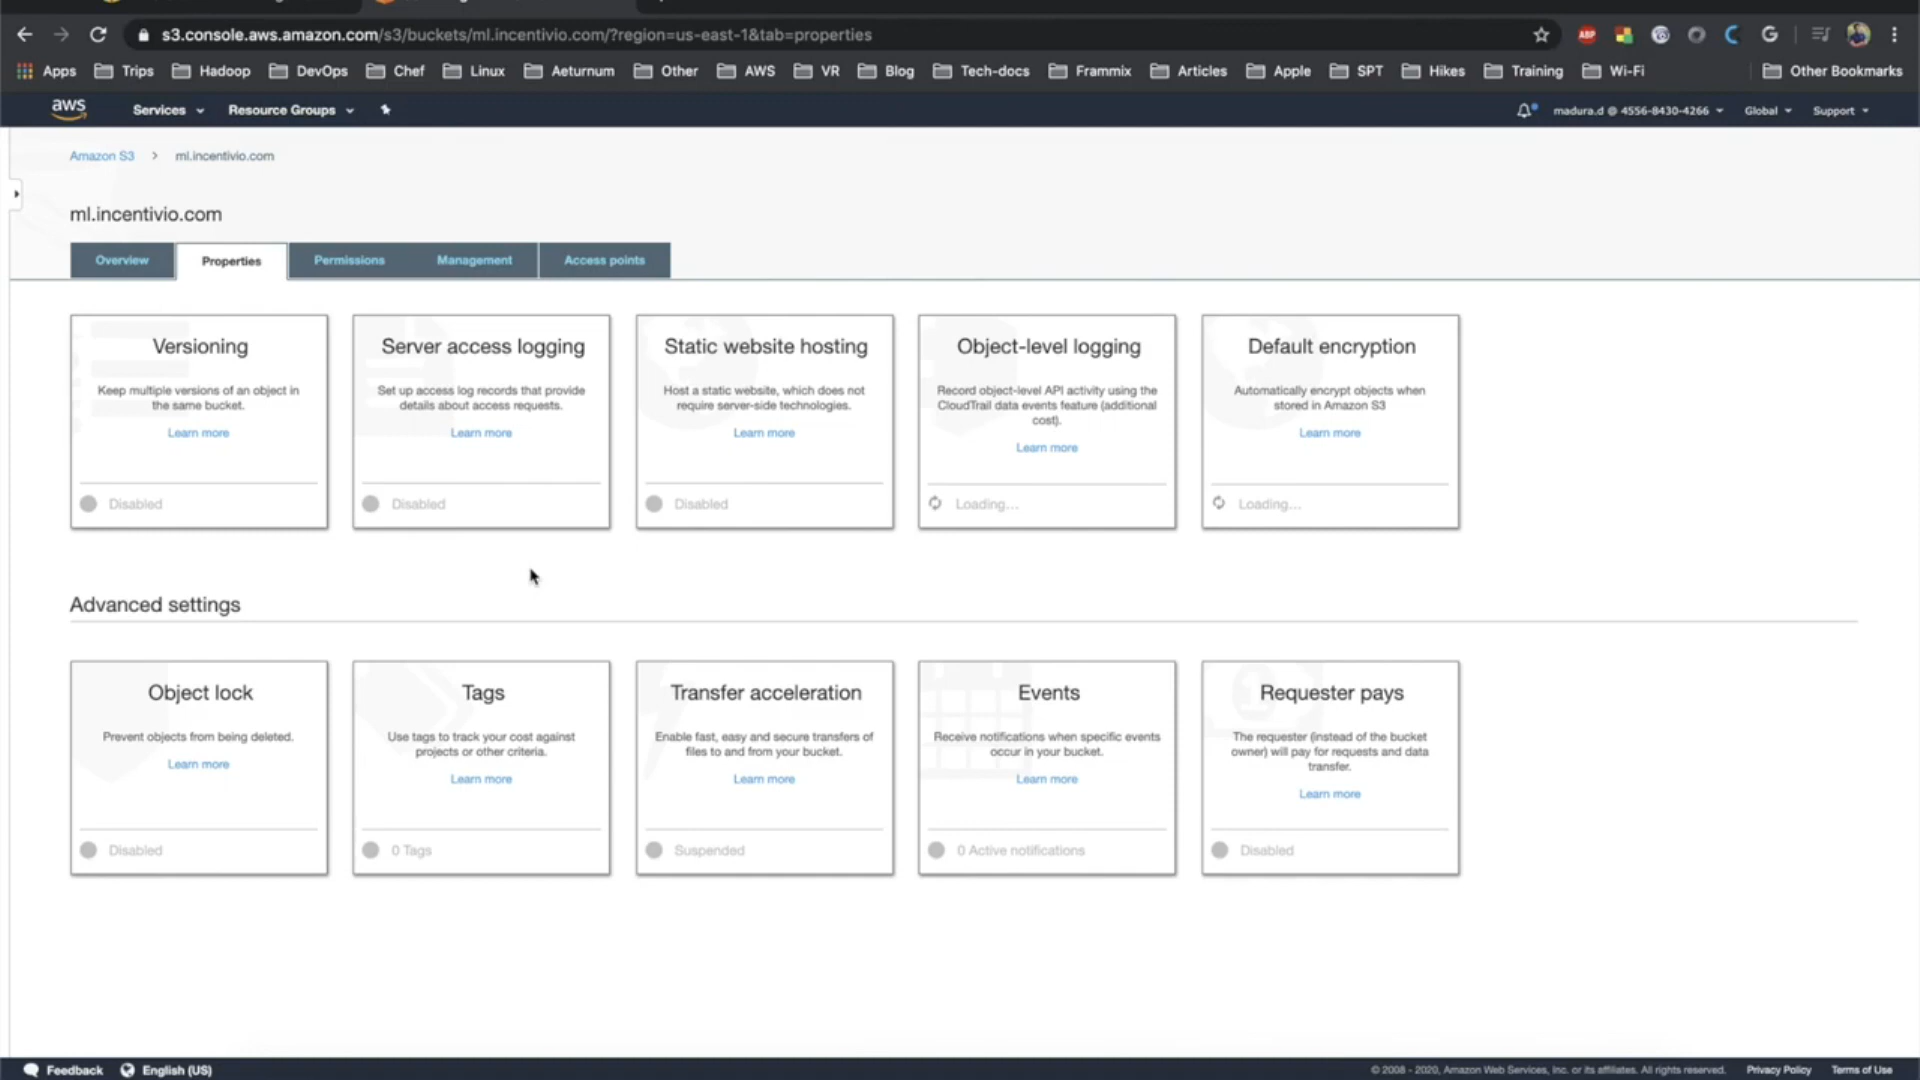 s3.console.aws.amazon.com/s3/buckets/ml.incentivio.com/?region=us-east-1&tab=properties
ABP
Apps Trips Hadoop DevOps Chef Linux Aeturnum Other AWS VR Blog Tech-docs Frammix Articles Apple SPT Hikes Training Wi-Fi Other Bookmarks
aws Services Resource Groups madura.d @ 4556-8430-4266 Global Support
Amazon S3 > ml.incentivio.com
ml.incentivio.com
Overview Properties Permissions Management Access points
Versioning
Keep multiple versions of an object in
the same bucket.
Learn more
Disabled
Server access logging
Set up access log records that provide
details about access requests.
Learn more
Disabled
Static website hosting
Host a static website, which does not
require server-side technologies.
Learn more
Disabled
Object-level logging
Record object-level API activity using the
CloudTrail data events feature (additional
cost).
Learn more
Loading...
Default encryption
Automatically encrypt objects when
stored in Amazon S3
Learn more
Loading...
Advanced settings
Object lock
Prevent objects from being deleted.
Learn more
Disabled
Tags
Use tags to track your cost against
projects or other criteria.
Learn more
0 Tags
Transfer acceleration
Enable fast, easy and secure transfers of
files to and from your bucket.
Learn more
Suspended
Events
Receive notifications when specific events
occur in your bucket.
Learn more
0 Active notifications
Requester pays
The requester (instead of the bucket
owner) will pay for requests and data
transfer.
Learn more
Disabled
Feedback English (US) © 2008 - 2020, Amazon Web Services, Inc. or its affiliates. All rights reserved. Privacy Policy Terms of Use